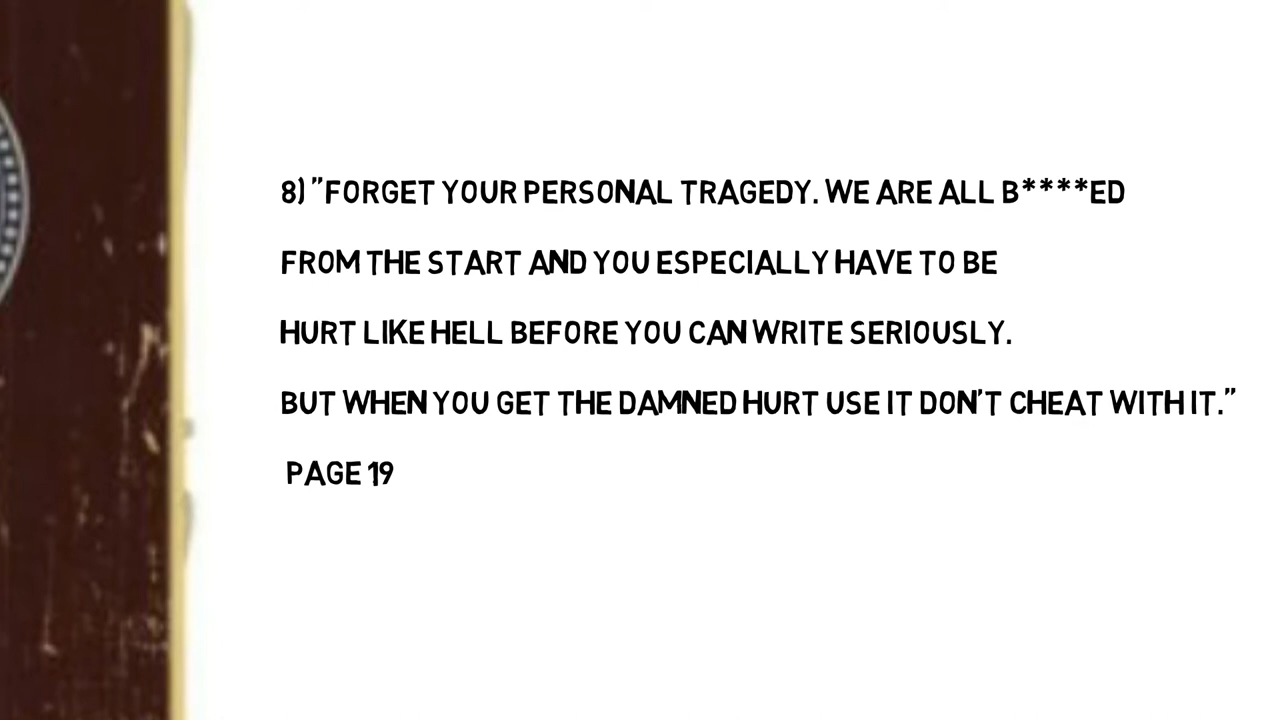 8) ”FORGET YOUR PERSONAL TRAGEDY. WE ARE ALL B****ED
FROM THE START AND YOU ESPECIALLY HAVE TO BE
HURT LIKE HELL BEFORE YOU CAN WRITE SERIOUSLY.
BUT WHEN YOU GET THE DAMNED HURT USE IT DON’T CHEAT WITH IT.”
PAGE 19